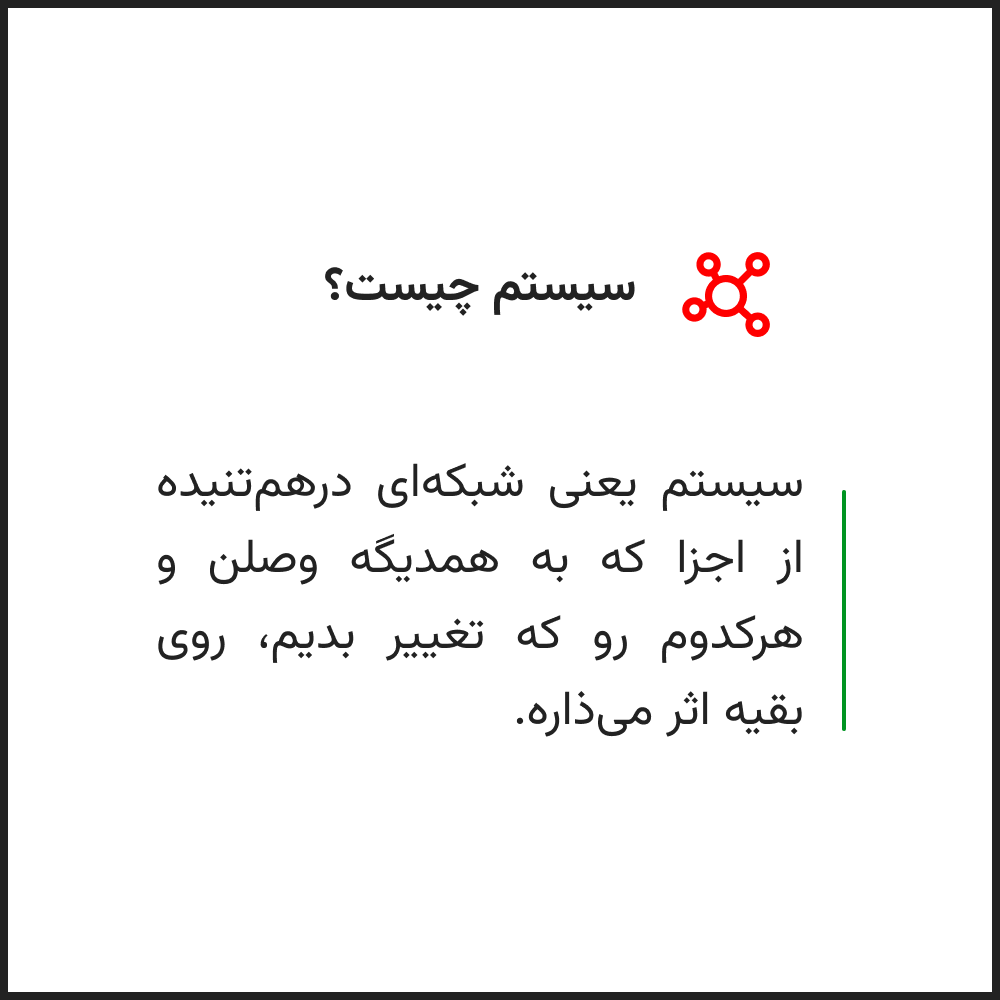 سیستم چیست؟
سیستم یعنی شبکه‌ای درهم‌تنیده
از اجزا که به همدیگه وصلن و
هرکدوم رو که تغییر بدیم، روی
بقیه اثر می‌ذاره.